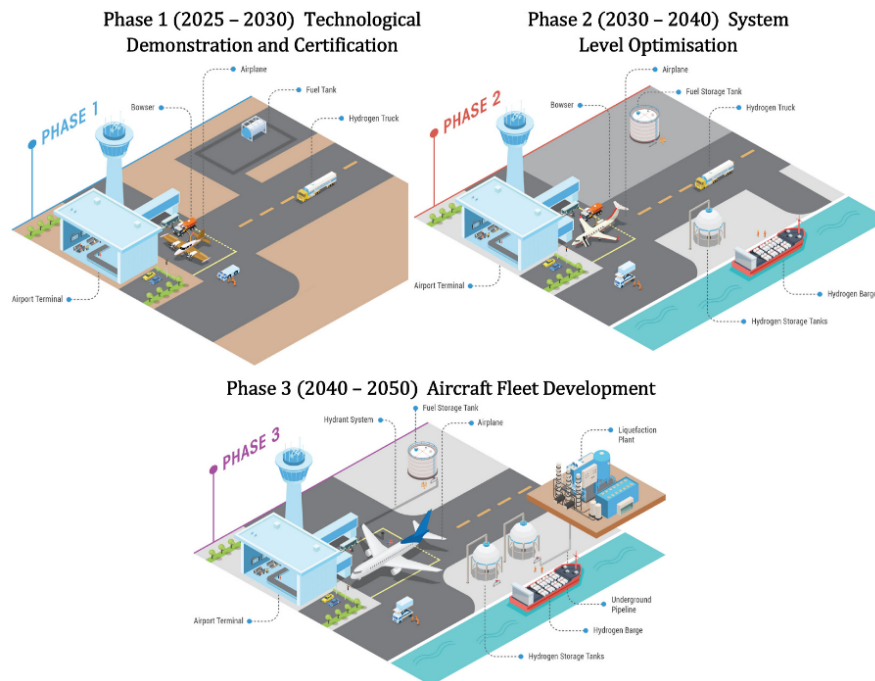 Phase 1 (2025 – 2030) Technological
Demonstration and Certification
Airplane
Fuel Tank
Bowser
Hydrogen Truck
PHASE 1
Airport Terminal
Phase 2 (2030 – 2040) System
Level Optimisation
Airplane
Fuel Storage Tank
Bowser
Hydrogen Truck
PHASE 2
Airport Terminal
Hydrogen Barge
Hydrogen Storage Tanks
Phase 3 (2040 – 2050) Aircraft Fleet Development
Fuel Storage Tank
Hydrant System
Airplane
Liquefaction
Plant
PHASE 3
Underground
Pipeline
Airport Terminal
Hydrogen Barge
Hydrogen Storage Tanks